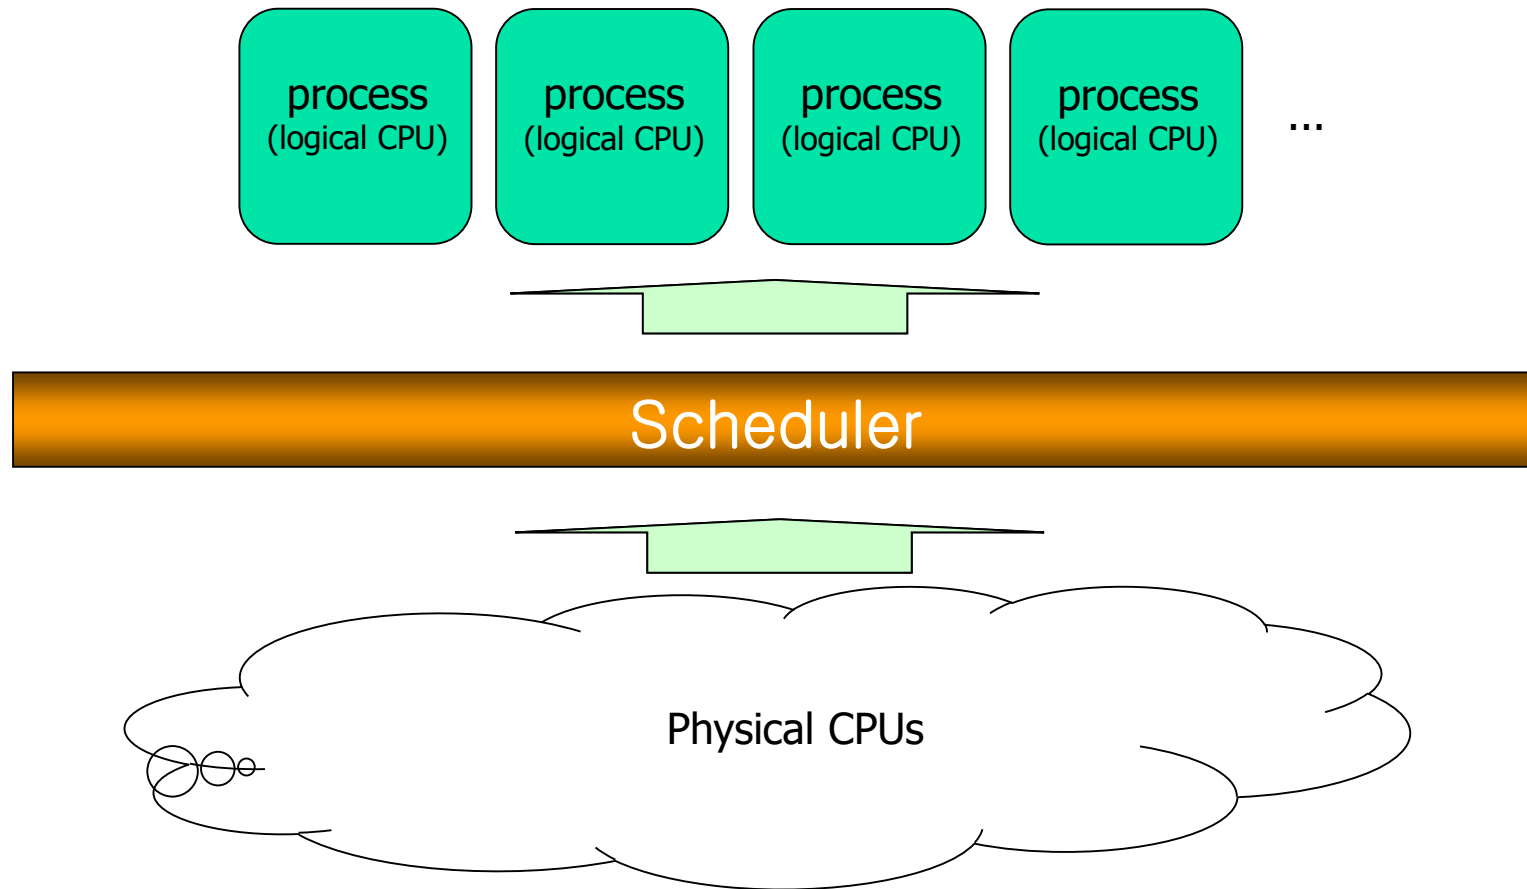 process
(logical CPU)
process
(logical CPU)
process
(logical CPU)
process
(logical CPU)
...
Scheduler
Physical CPUs